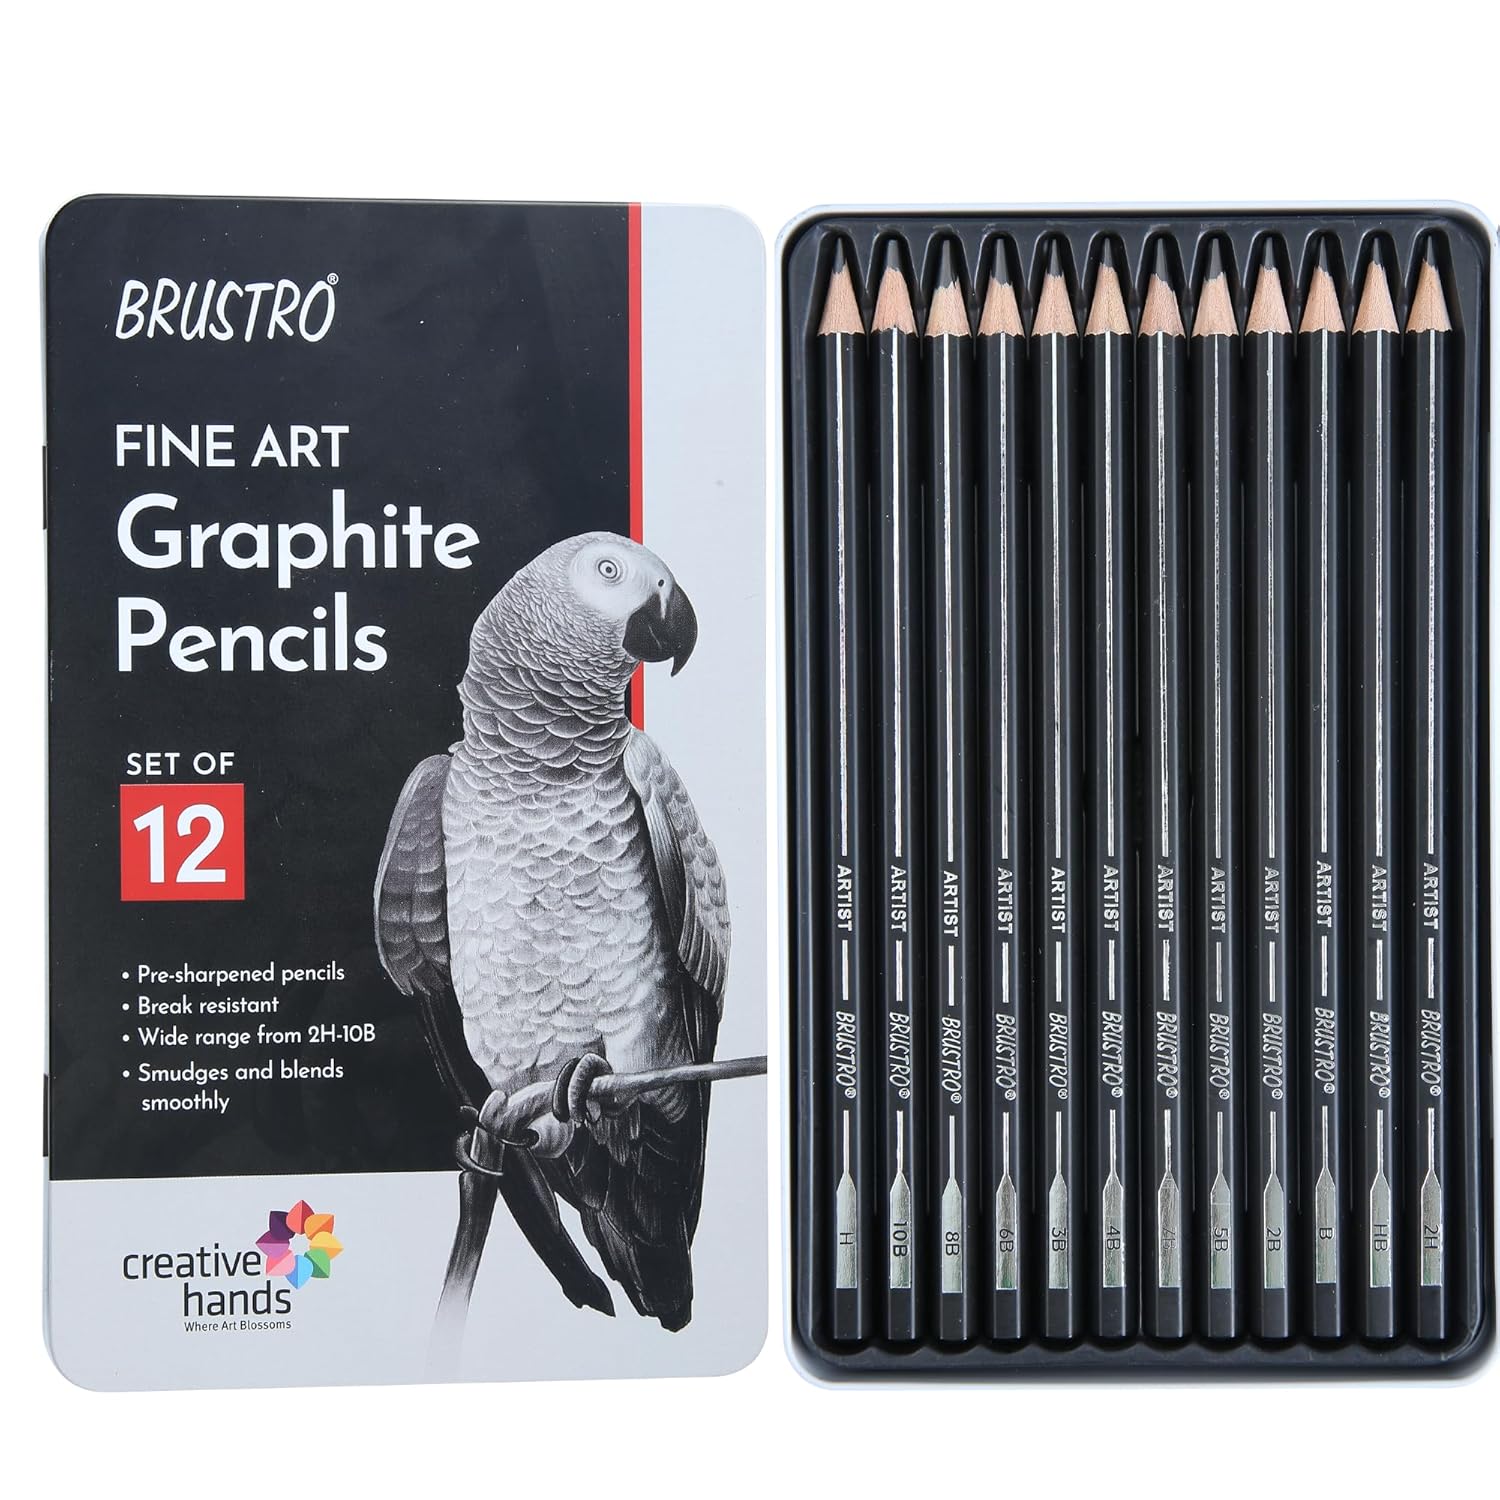 BRUSTRO®
FINE ART
Graphite
Pencils
SET OF
12
• Pre-sharpened pencils
• Break resistant
• Wide range from 2H-10B
• Smudges and blends
smoothly
creative
hands
Where Art Blossoms
ARTIST BRUSTRO® H
ARTIST BRUSTRO® 10B
ARTIST BRUSTRO® 8B
ARTIST BRUSTRO® 6B
ARTIST BRUSTRO® 3B
ARTIST BRUSTRO® 4B
ARTIST BRUSTRO®
ARTIST BRUSTRO® 5B
ARTIST BRUSTRO® 2B
ARTIST BRUSTRO® B
ARTIST BRUSTRO® HB
ARTIST BRUSTRO® 2H